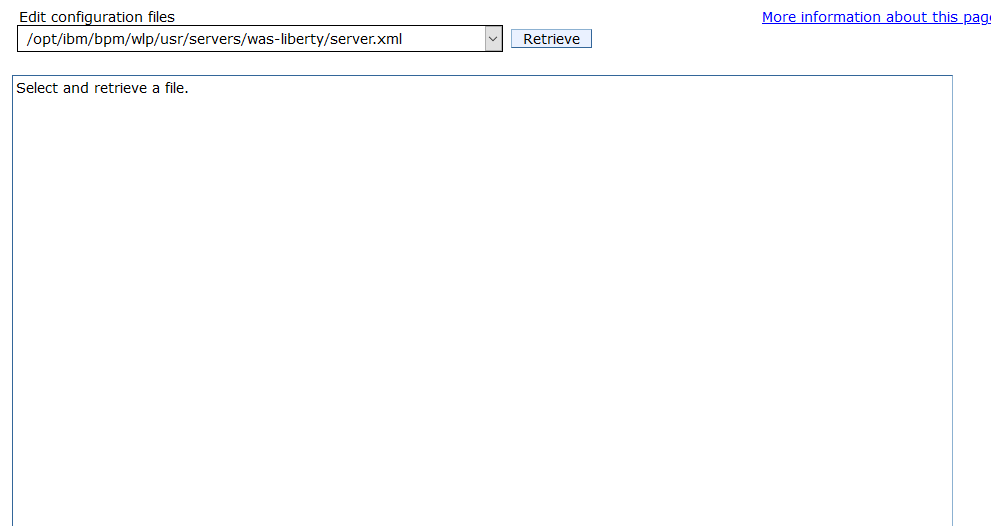 Edit configuration files
More information about this page
/opt/ibm/bpm/wlp/usr/servers/was-liberty/server.xml
Retrieve
Select and retrieve a file.